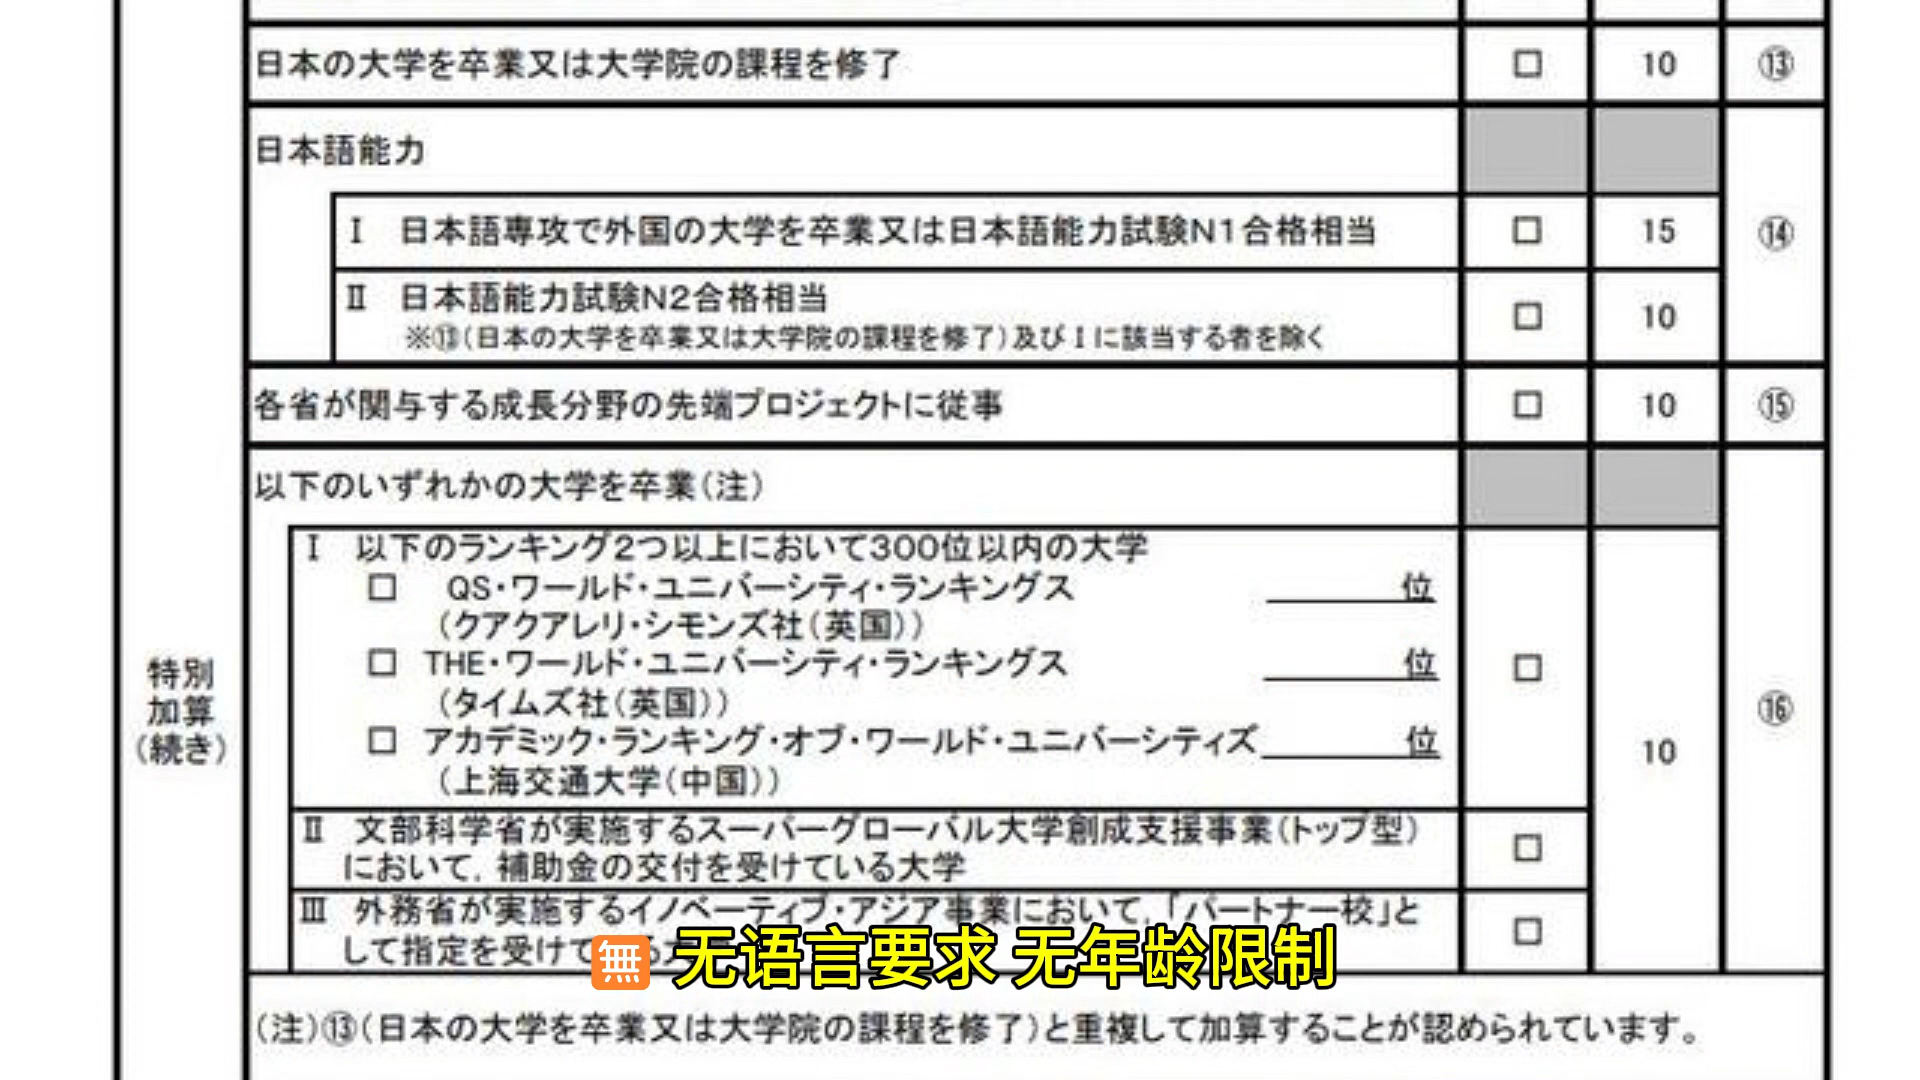 日本の大学を卒業又は大学院の課程を修了 □ 10 ⑬
日本語能力
Ⅰ 日本語専攻で外国の大学を卒業又は日本語能力試験N1合格相当 □ 15 ⑭
Ⅱ 日本語能力試験N2合格相当 □ 10
※⑬(日本の大学を卒業又は大学院の課程を修了)及びⅠに該当する者を除く
各省が関与する成長分野の先端プロジェクトに従事 □ 10 ⑮
以下のいずれかの大学を卒業(注)
Ⅰ 以下のランキング2つ以上において300位以内の大学
□ QS・ワールド・ユニバーシティ・ランキングス 位
(クアクアレリ・シモンズ社(英国))
□ THE・ワールド・ユニバーシティ・ランキングス 位
(タイムズ社(英国))
□ アカデミック・ランキング・オブ・ワールド・ユニバーシティズ 位
(上海交通大学(中国))
□ 10 ⑯
特別
加算
(続き)
Ⅱ 文部科学省が実施するスーパーグローバル大学創成支援事業(トップ型)
において,補助金の交付を受けている大学 □
Ⅲ 外務省が実施するイノベーティブ・アジア事業において,「パートナー校」と
して指定を受けて る □
無 无语言要求 无年龄限制
(注)⑬(日本の大学を卒業又は大学院の課程を修了)と重複して加算することが認められています。